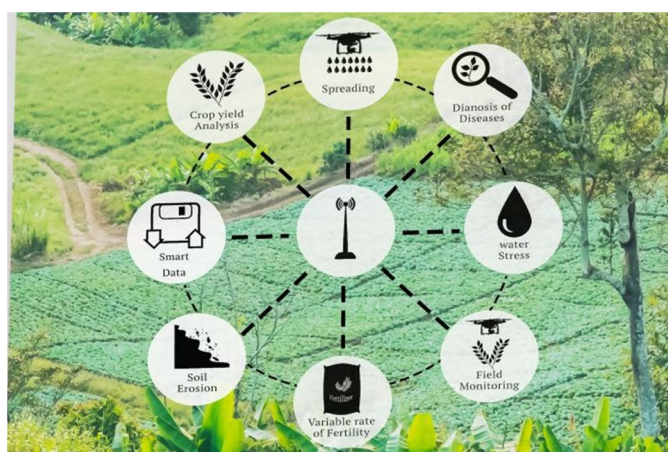 Spreading
Crop yield
Analysis
Dianosis of
Diseases
Smart
Data
water
Stress
Soil
Erosion
Field
Monitoring
Fertilizer
Variable rate
of Fertility